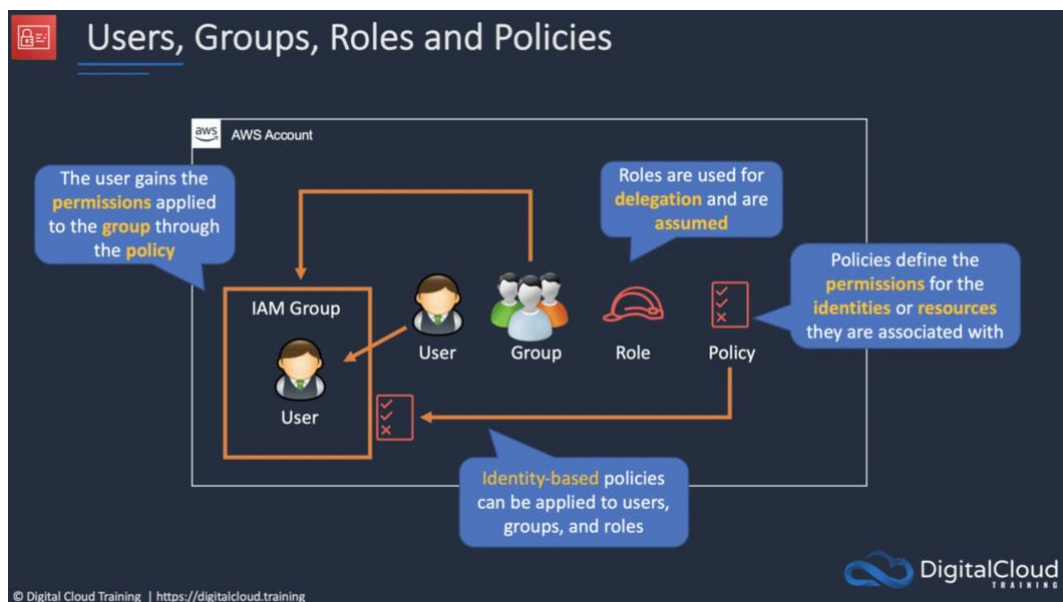 Users, Groups, Roles and Policies
aws
AWS Account
The user gains the
permissions applied
to the group through
the policy
Roles are used for
delegation and are
assumed
Policies define the
permissions for the
identities or resources
they are associated with
IAM Group
User
User
Group
Role
Policy
Identity-based policies
can be applied to users,
groups, and roles
DigitalCloud
TRAINING
© Digital Cloud Training | https://digitalcloud.training